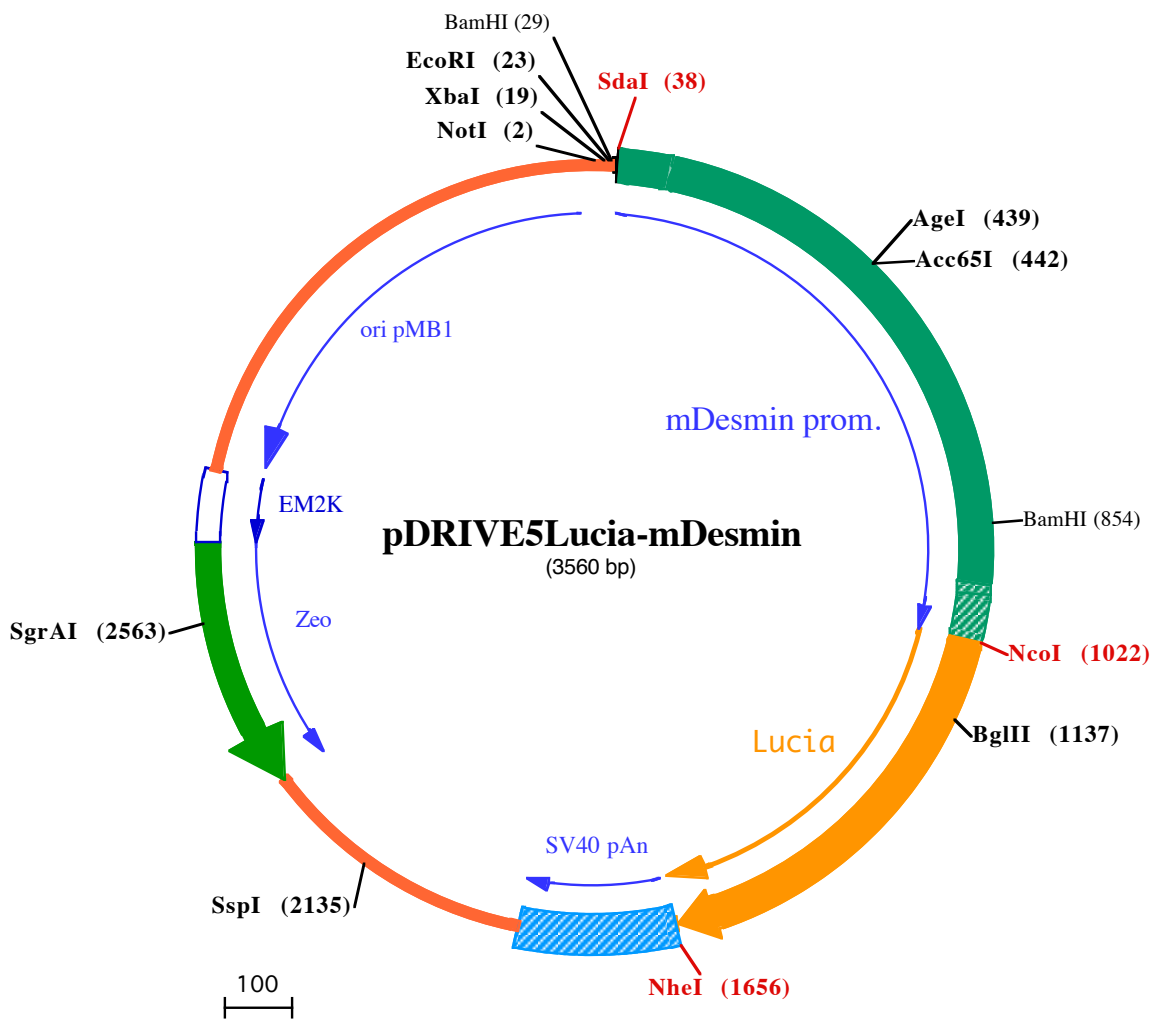 BamHI (29)
EcoRI (23)
SdaI (38)
XbaI (19)
NotI (2)
AgeI (439)
Acc65I (442)
ori pMB1
mDesmin prom.
EM2K
BamHI (854)
pDRIVE5Lucia-mDesmin
(3560 bp)
Zeo
SgrAI (2563)
NcoI (1022)
BglII (1137)
Lucia
SV40 pAn
SspI (2135)
NheI (1656)
100